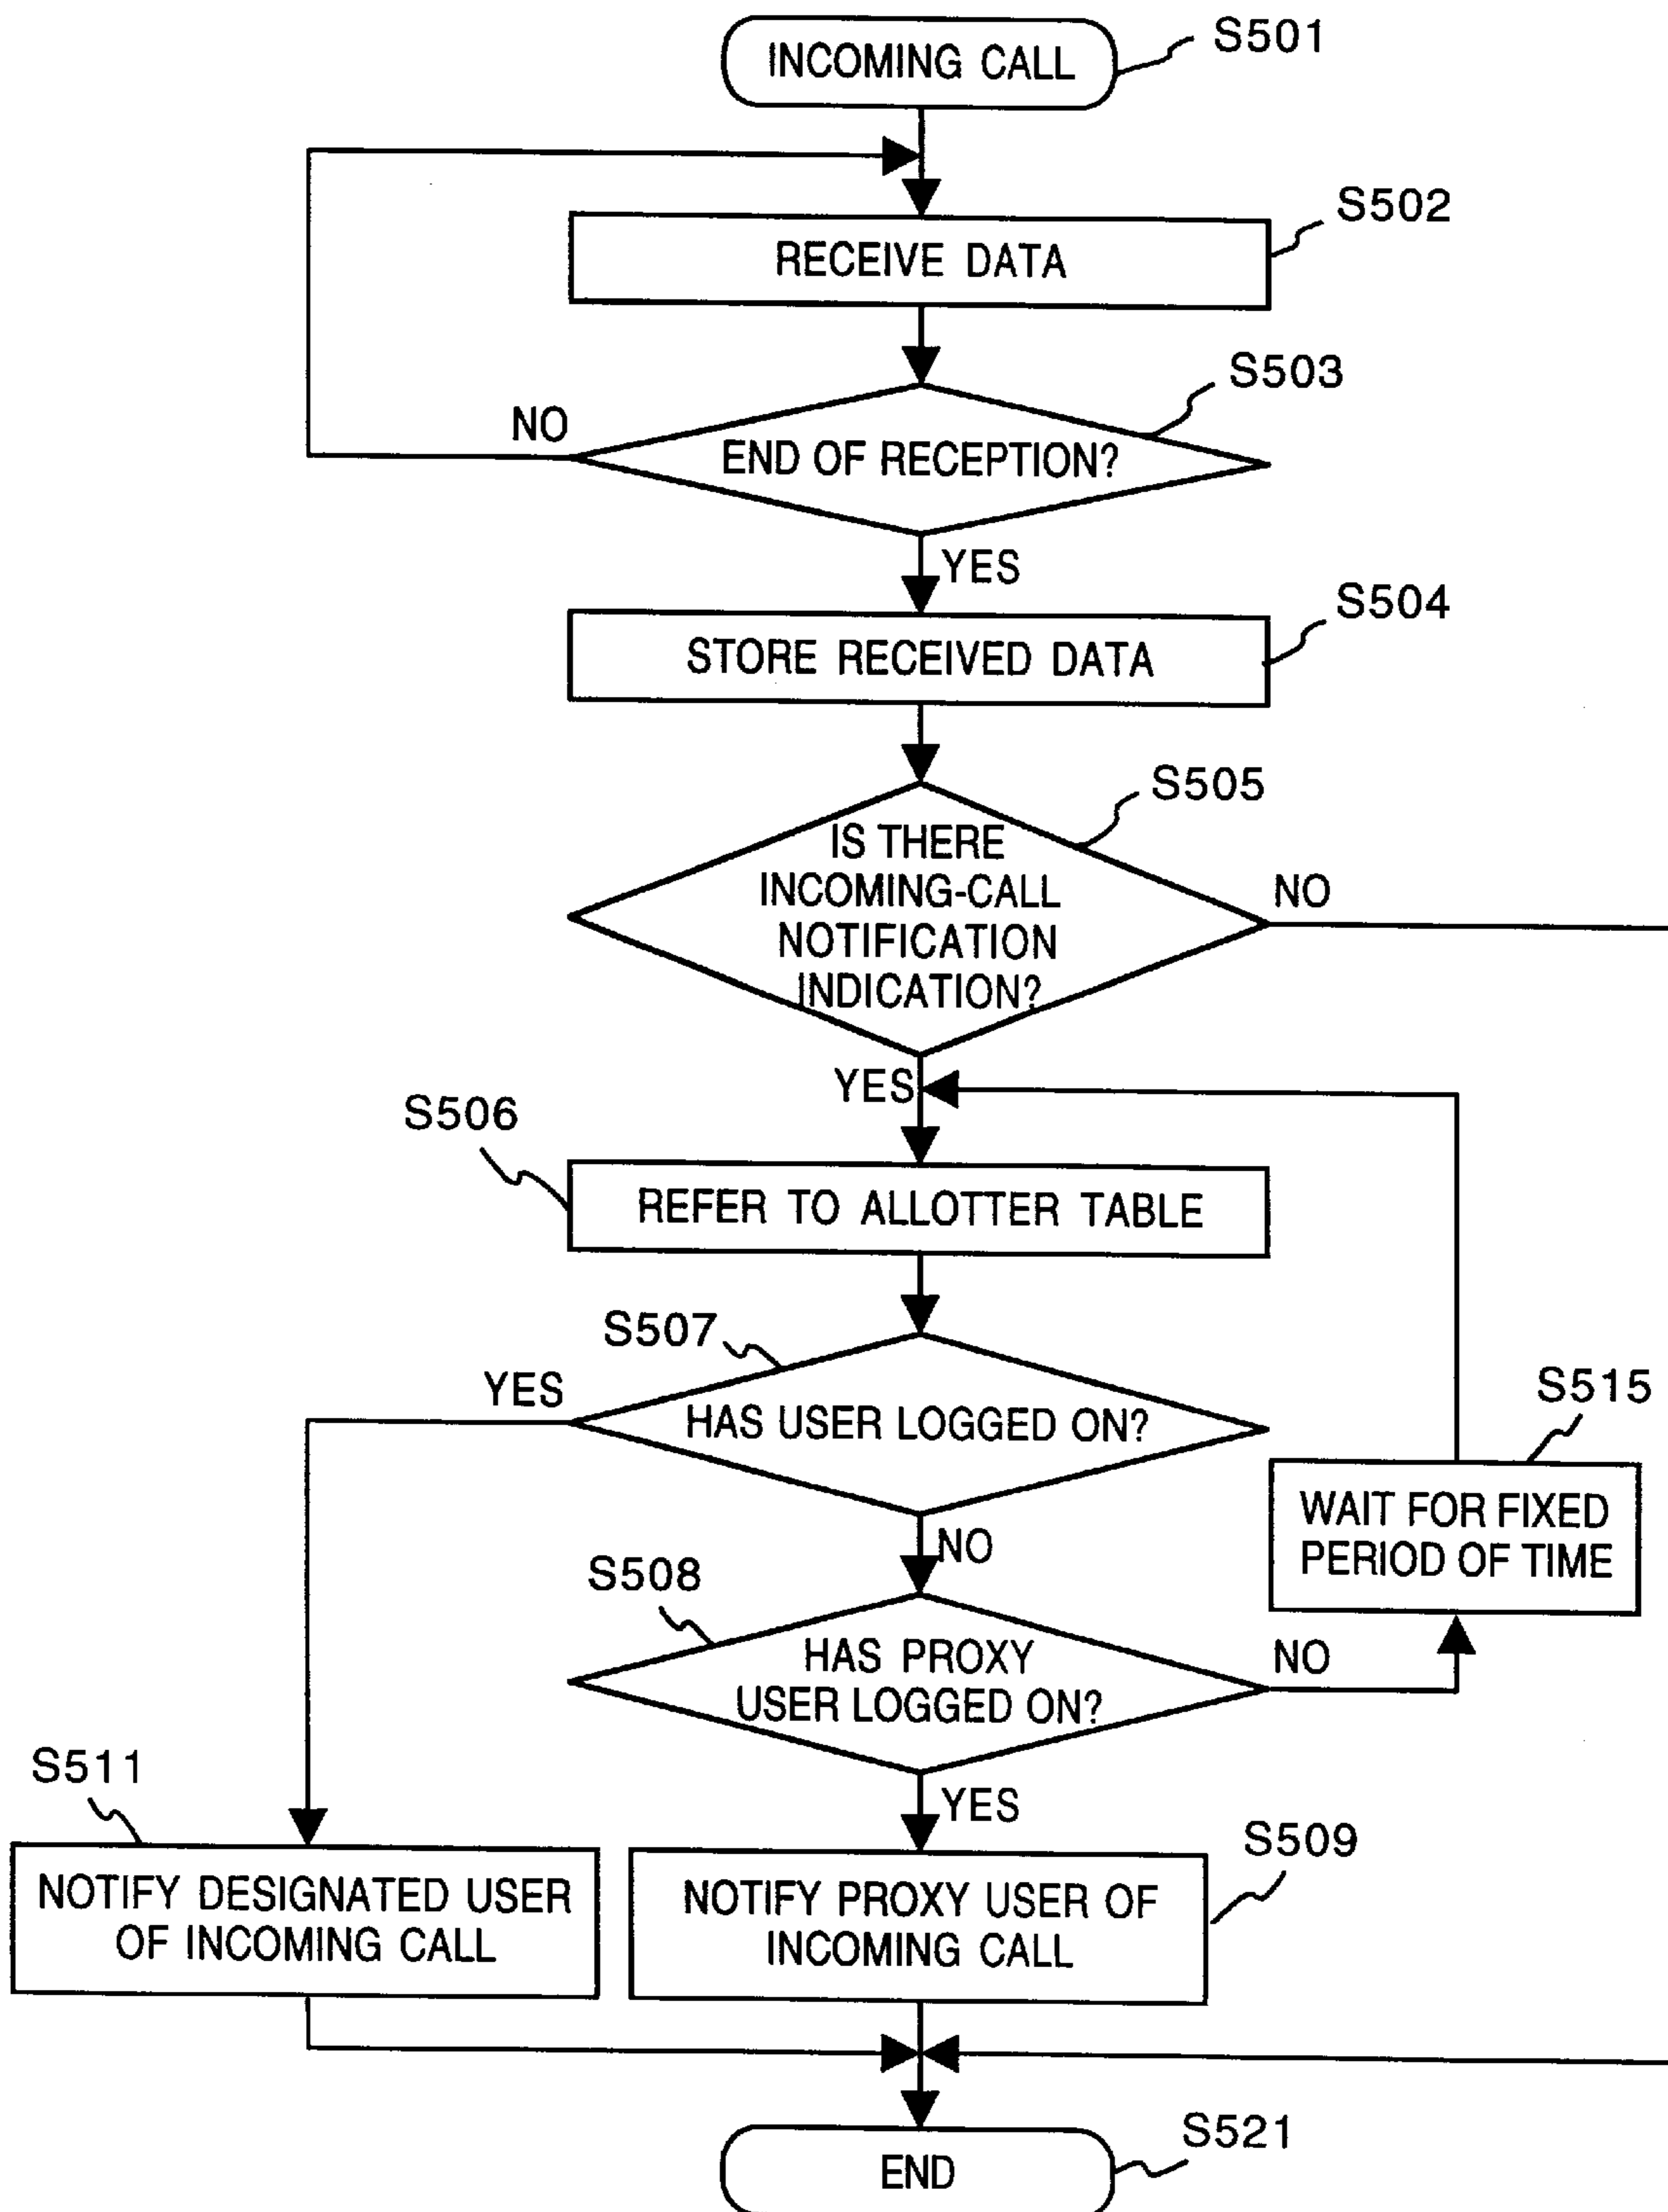 INCOMING CALL
S501
S502
RECEIVE DATA
S503
NO
END OF RECEPTION?
YES
S504
STORE RECEIVED DATA
S505
IS THERE
INCOMING-CALL
NOTIFICATION
INDICATION?
NO
YES
S506
REFER TO ALLOTTER TABLE
S507
YES
HAS USER LOGGED ON?
S515
WAIT FOR FIXED
PERIOD OF TIME
NO
S508
HAS PROXY
USER LOGGED ON?
NO
S511
YES
S509
NOTIFY DESIGNATED USER
OF INCOMING CALL
NOTIFY PROXY USER OF
INCOMING CALL
S521
END